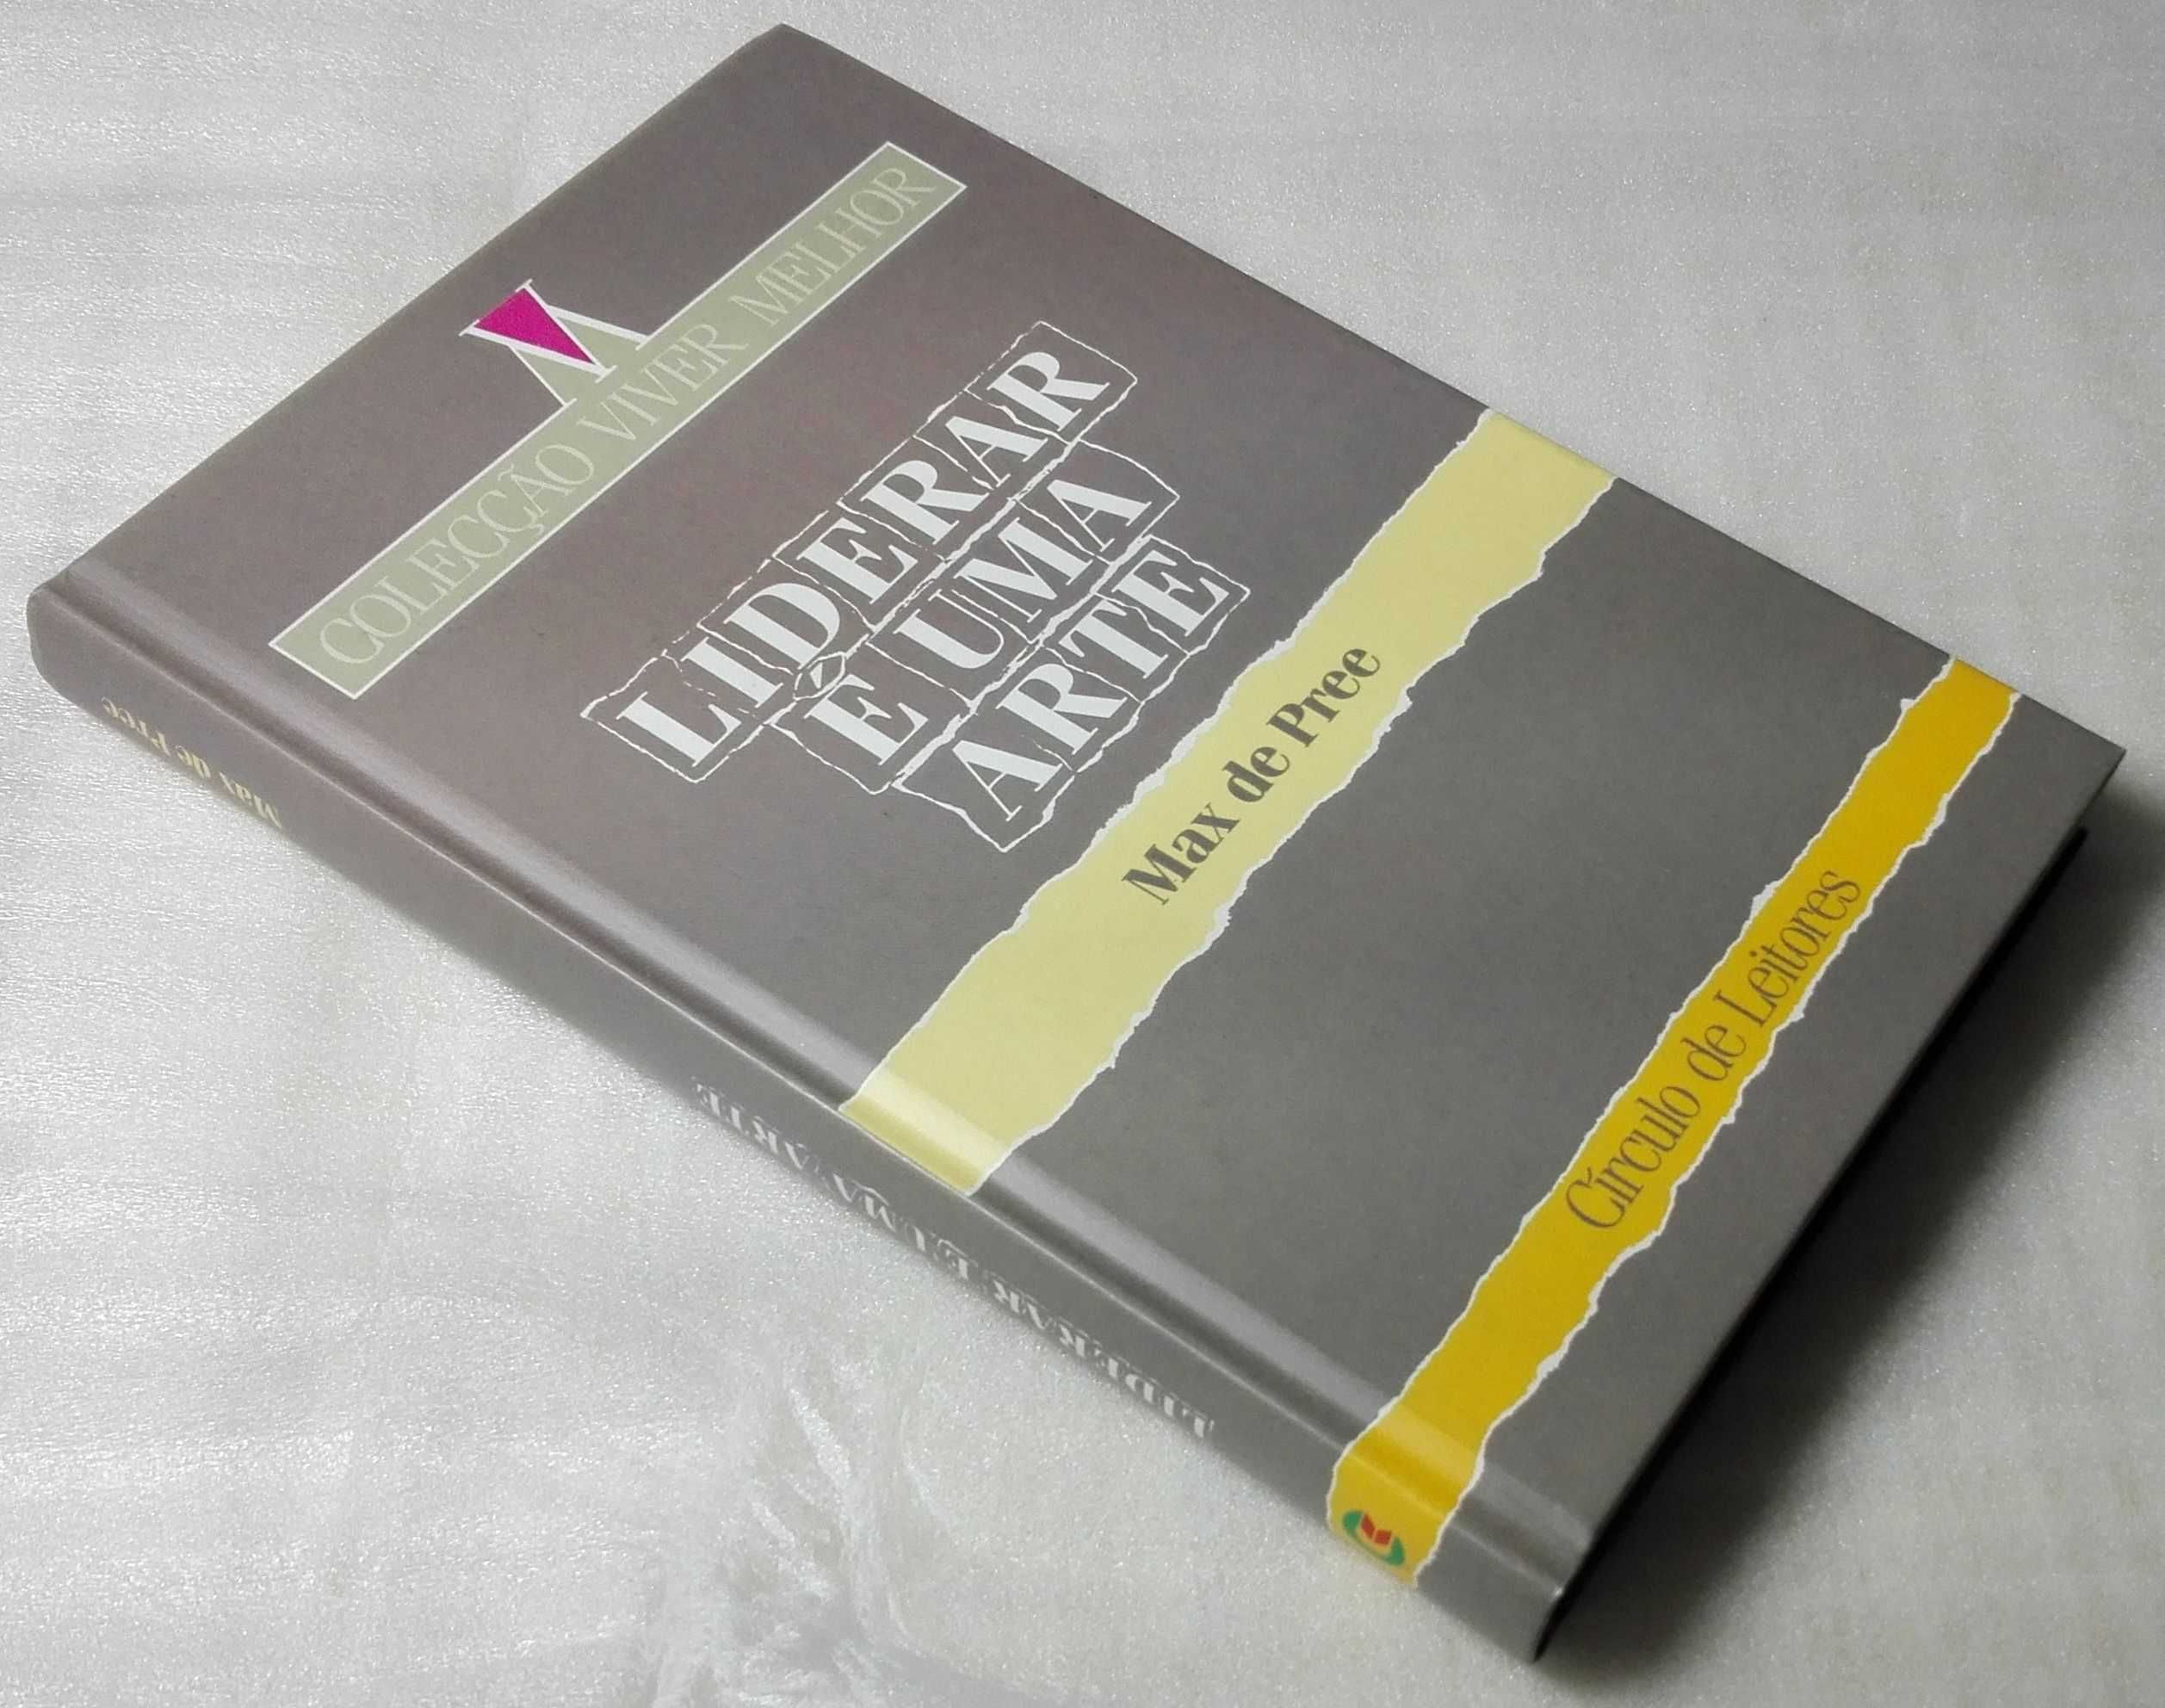 M
COLECÇÃO VIVER MELHOR
LIDERAR
É UMA
ARTE
Max de Pree
Círculo de Leitores
Max de Pree
LIDERAR É UMA ARTE